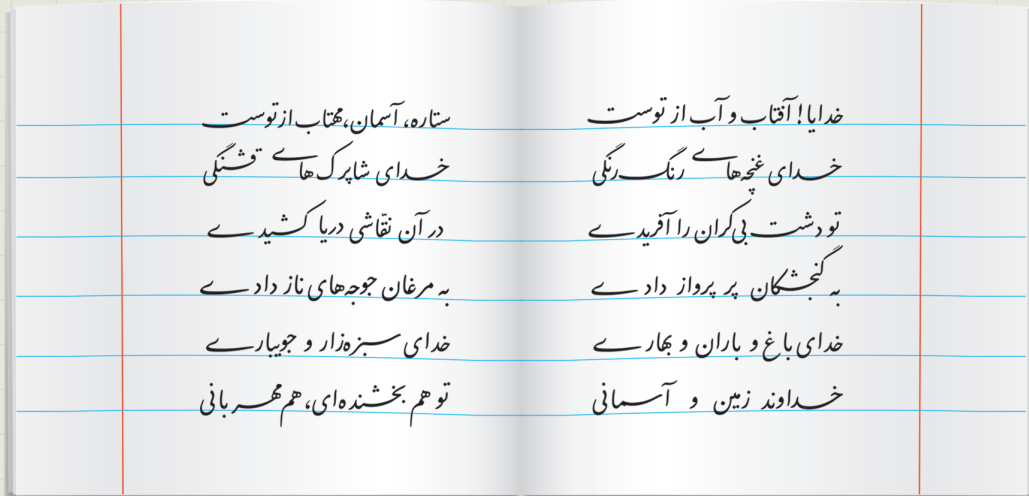 خدایا! آفتاب و آب از توست
ستاره، آسمان، مهتاب از توست
خدای غنچه‌های رنگ رنگی
خدای شاپرک‌های قشنگی
تو دشت بی‌کران را آفریدی
در آن نقّاشی دریا کشیدی
به گنجشکان پر پرواز دادی
به مرغان جوجه‌های ناز دادی
خدای باغ و باران و بهاری
خدای سبزه‌زار و جویباری
خداوند زمین و آسمانی
تو هم بخشنده‌ای، هم مهربانی